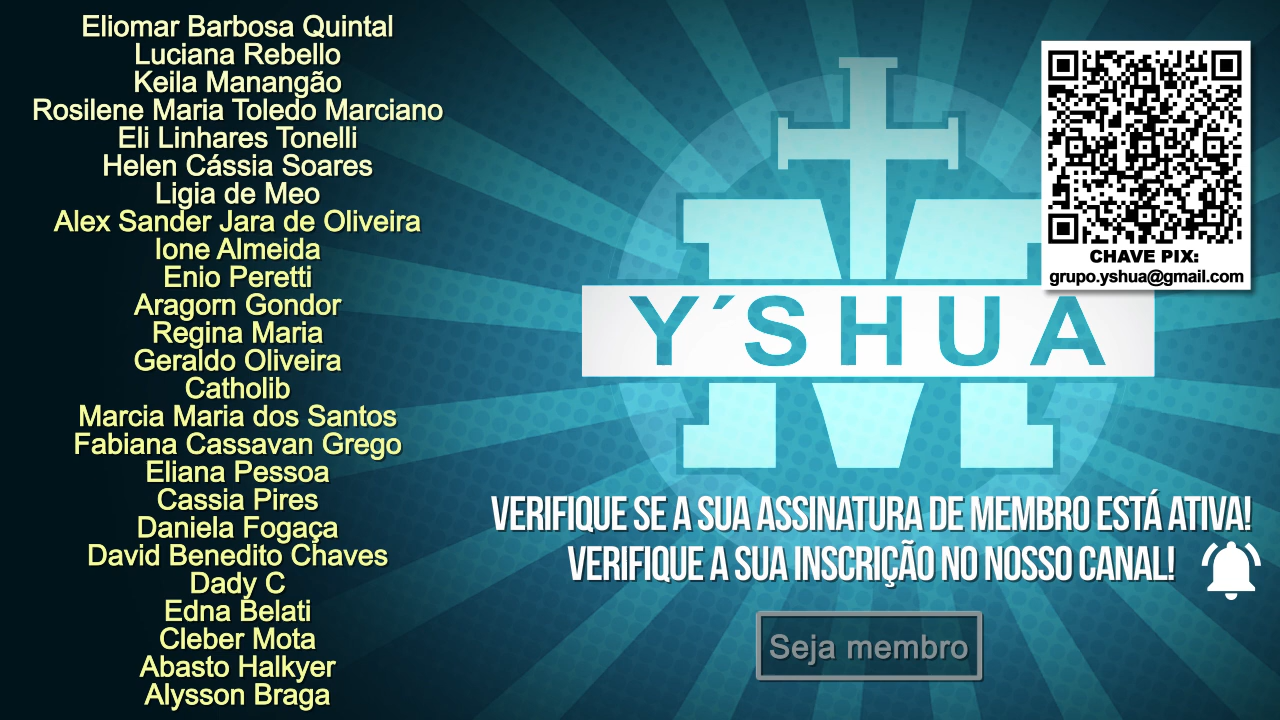 Eliomar Barbosa Quintal
Luciana Rebello
Keila Manangão
Rosilene Maria Toledo Marciano
Eli Linhares Tonelli
Helen Cássia Soares
Ligia de Meo
Alex Sander Jara de Oliveira
Ione Almeida
Enio Peretti
Aragorn Gondor
Regina Maria
Geraldo Oliveira
Catholib
Marcia Maria dos Santos
Fabiana Cassavan Grego
Eliana Pessoa
Cassia Pires
Daniela Fogaça
David Benedito Chaves
Dady C
Edna Belati
Cleber Mota
Abasto Halkyer
Alysson Braga
CHAVE PIX:
grupo.yshua@gmail.com
Y´SHUA
VERIFIQUE SE A SUA ASSINATURA DE MEMBRO ESTÁ ATIVA!
VERIFIQUE A SUA INSCRIÇÃO NO NOSSO CANAL!
Seja membro